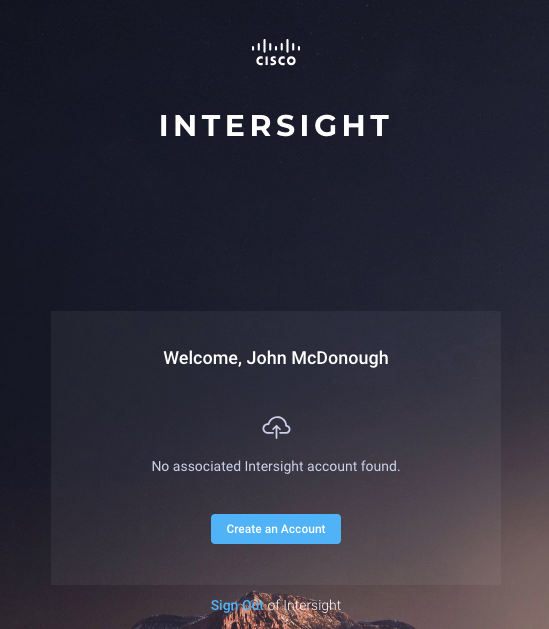 CISCO
INTERSIGHT
Welcome, John McDonough
No associated Intersight account found.
Create an Account
Sign Out of Intersight